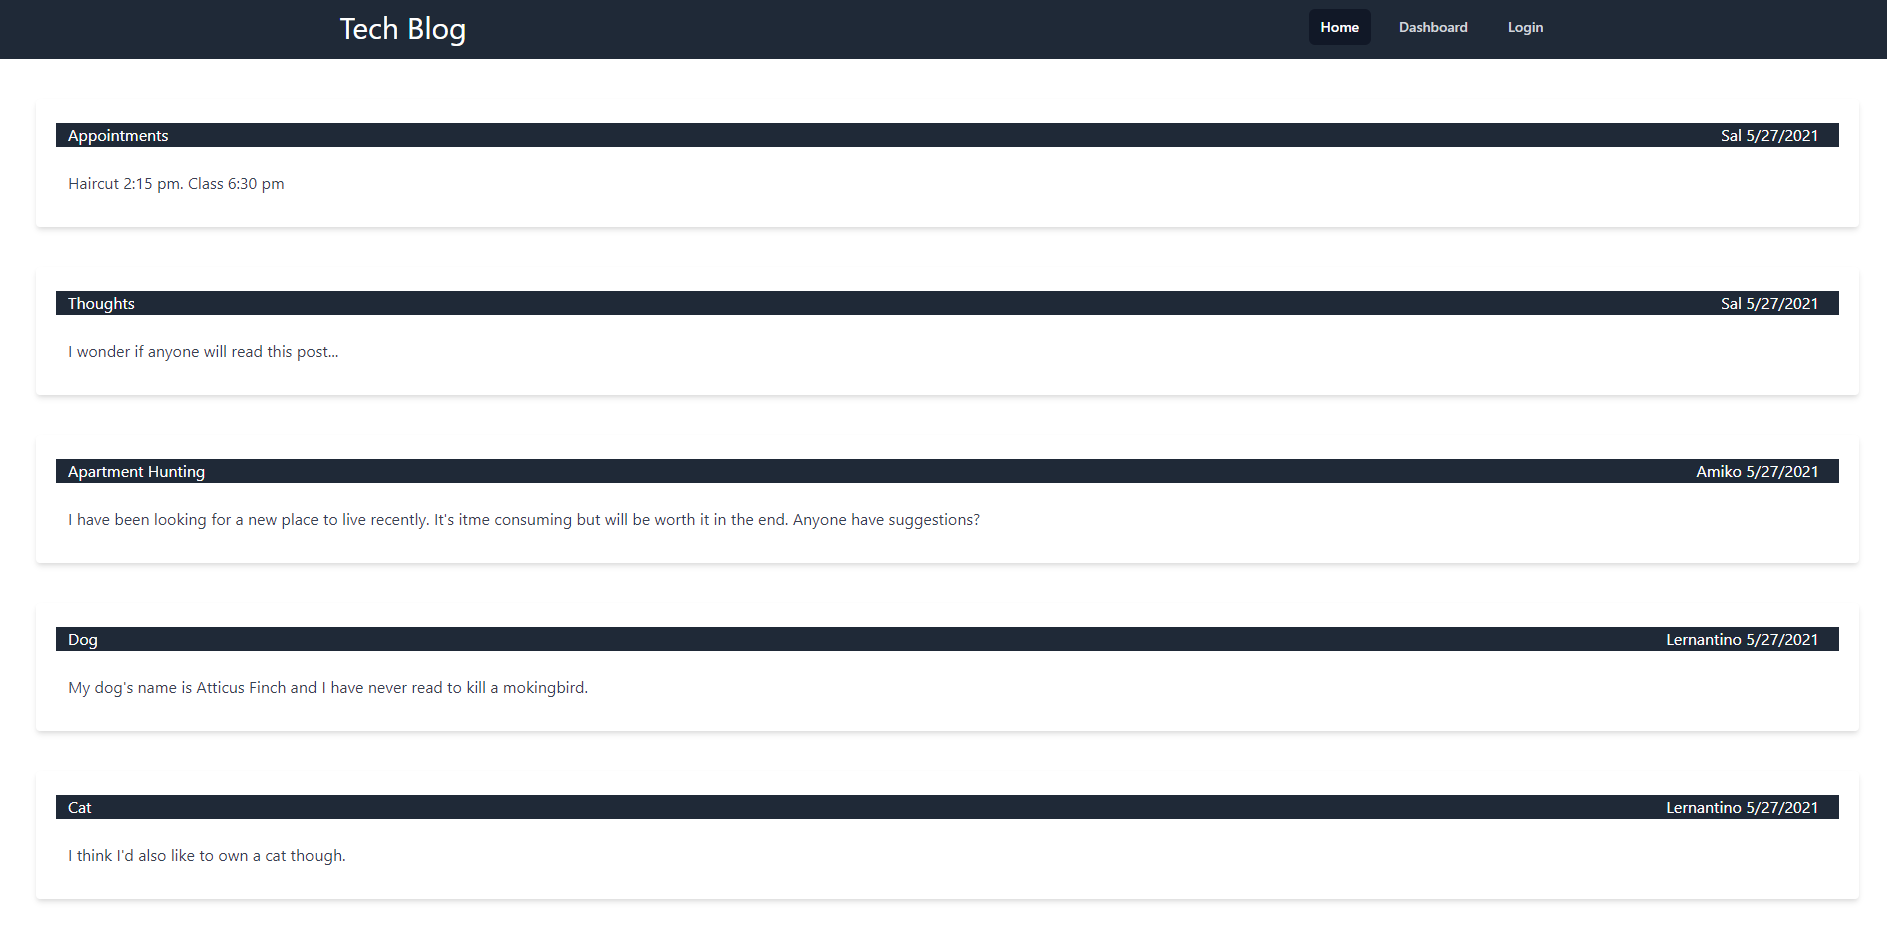 Tech Blog
Home Dashboard Login
Appointments Sal 5/27/2021
Haircut 2:15 pm. Class 6:30 pm
Thoughts Sal 5/27/2021
I wonder if anyone will read this post...
Apartment Hunting Amiko 5/27/2021
I have been looking for a new place to live recently. It's itme consuming but will be worth it in the end. Anyone have suggestions?
Dog Lernantino 5/27/2021
My dog's name is Atticus Finch and I have never read to kill a mokingbird.
Cat Lernantino 5/27/2021
I think I'd also like to own a cat though.